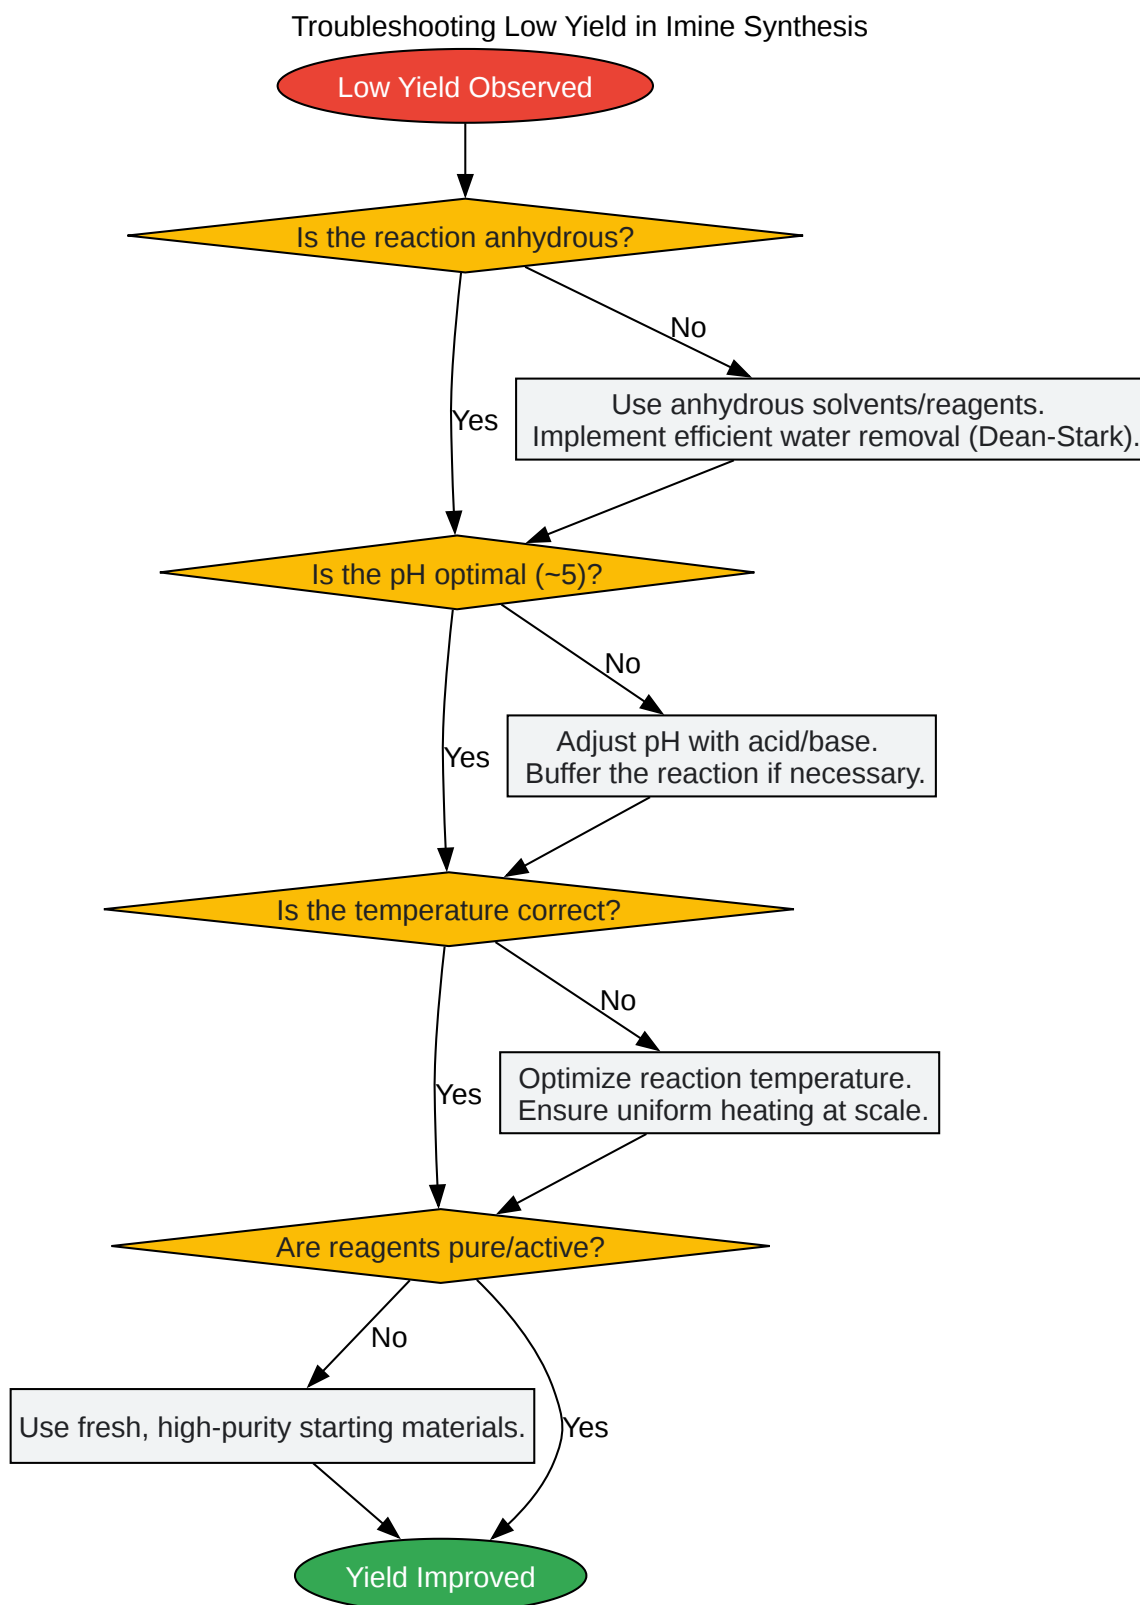 Troubleshooting Low Yield in Imine Synthesis
Low Yield Observed
Is the reaction anhydrous?
No
Use anhydrous solvents/reagents.
Implement efficient water removal (Dean-Stark).
Yes
Is the pH optimal (~5)?
No
Adjust pH with acid/base.
Buffer the reaction if necessary.
Yes
Is the temperature correct?
No
Optimize reaction temperature.
Ensure uniform heating at scale.
Yes
Are reagents pure/active?
No
Use fresh, high-purity starting materials.
Yes
Yield Improved